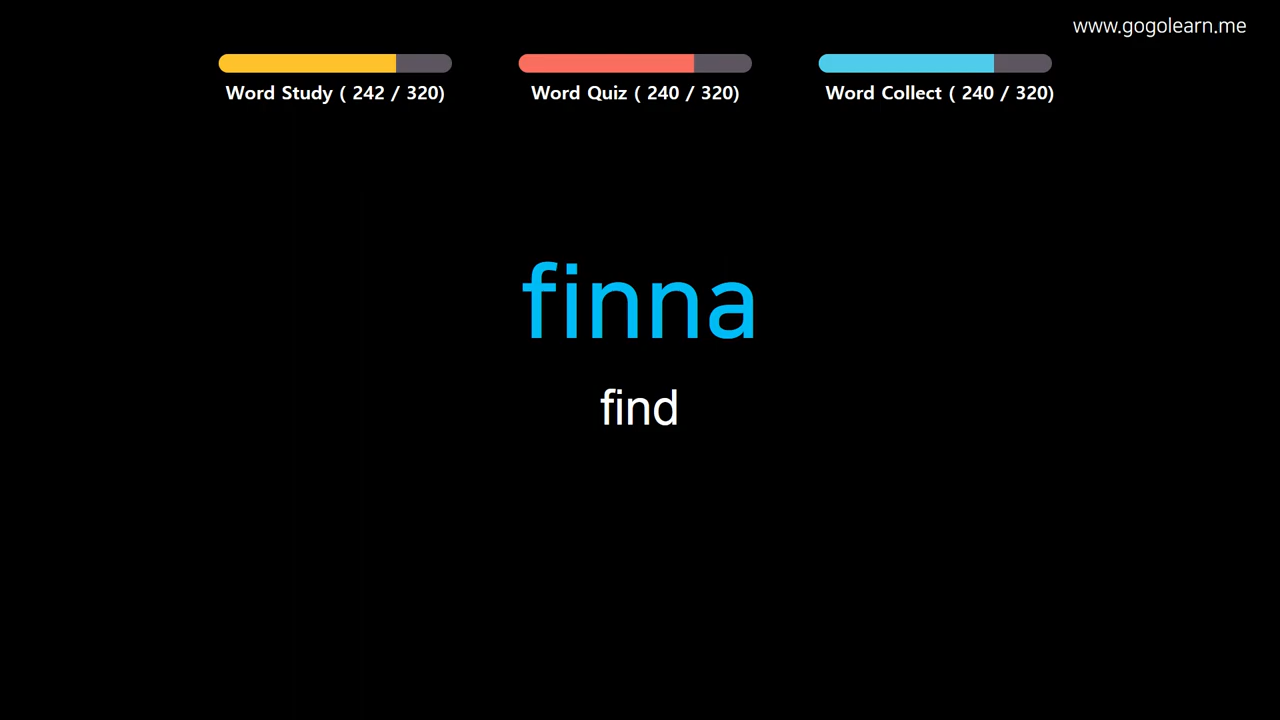 www.gogolearn.me
Word Study ( 242 / 320)
Word Quiz ( 240 / 320)
Word Collect ( 240 / 320)
finna
find